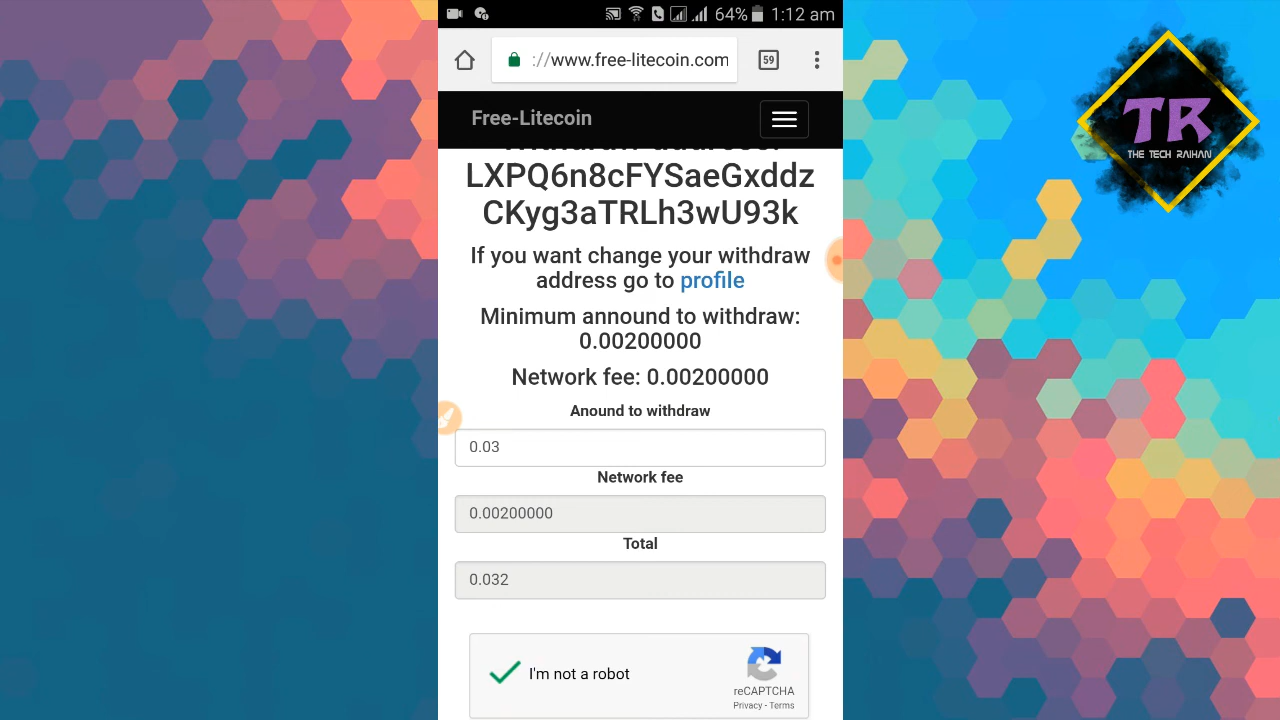 64% 1:12 am
://www.free-litecoin.com
59
Free-Litecoin
TR
THE TECH RAIHAN
LXPQ6n8cFYSaeGxddz
CKyg3aTRLh3wU93k
If you want change your withdraw
address go to profile
Minimum annound to withdraw:
0.00200000
Network fee: 0.00200000
Anound to withdraw
0.03
Network fee
0.00200000
Total
0.032
I'm not a robot
reCAPTCHA
Privacy - Terms